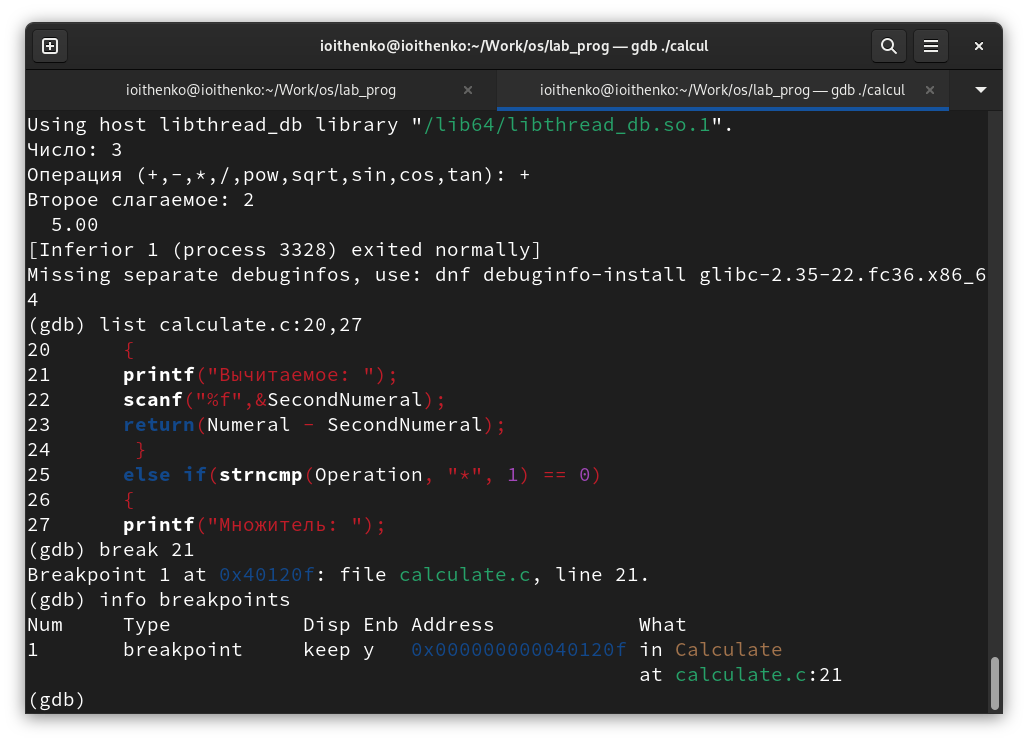 ioithenko@ioithenko:~/Work/os/lab_prog — gdb ./calcul
ioithenko@ioithenko:~/Work/os/lab_prog
ioithenko@ioithenko:~/Work/os/lab_prog — gdb ./calcul
Using host libthread_db library "/lib64/libthread_db.so.1".
Число: 3
Операция (+,-,*,/,pow,sqrt,sin,cos,tan): +
Второе слагаемое: 2
  5.00
[Inferior 1 (process 3328) exited normally]
Missing separate debuginfos, use: dnf debuginfo-install glibc-2.35-22.fc36.x86_6
4
(gdb) list calculate.c:20,27
20      {
21      printf("Вычитаемое: ");
22      scanf("%f",&SecondNumeral);
23      return(Numeral - SecondNumeral);
24       }
25      else if(strncmp(Operation, "*", 1) == 0)
26      {
27      printf("Множитель: ");
(gdb) break 21
Breakpoint 1 at 0x40120f: file calculate.c, line 21.
(gdb) info breakpoints
Num     Type           Disp Enb Address            What
1       breakpoint     keep y   0x000000000040120f in Calculate
                                                   at calculate.c:21
(gdb)